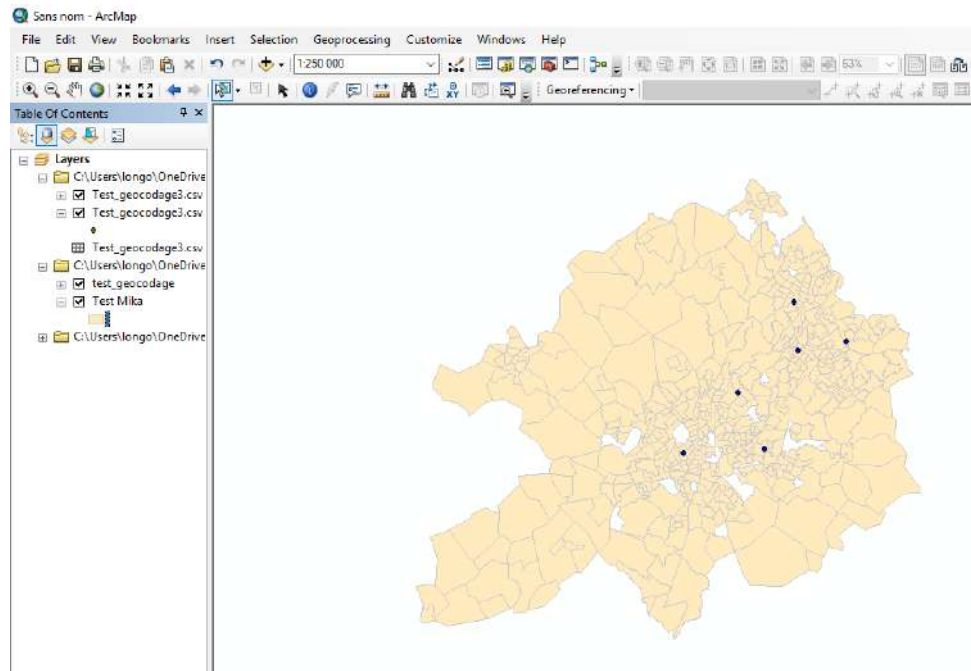 Sans nom - ArcMap
File Edit View Bookmarks Insert Selection Geoprocessing Customize Windows Help
1:250 000
53%
Georeferencing
Table Of Contents
Layers
C:\Users\longo\OneDrive
Test_geocodage3.csv
Test_geocodage3.csv
Test_geocodage3.csv
C:\Users\longo\OneDrive
test_geocodage
Test Mika
C:\Users\longo\OneDrive